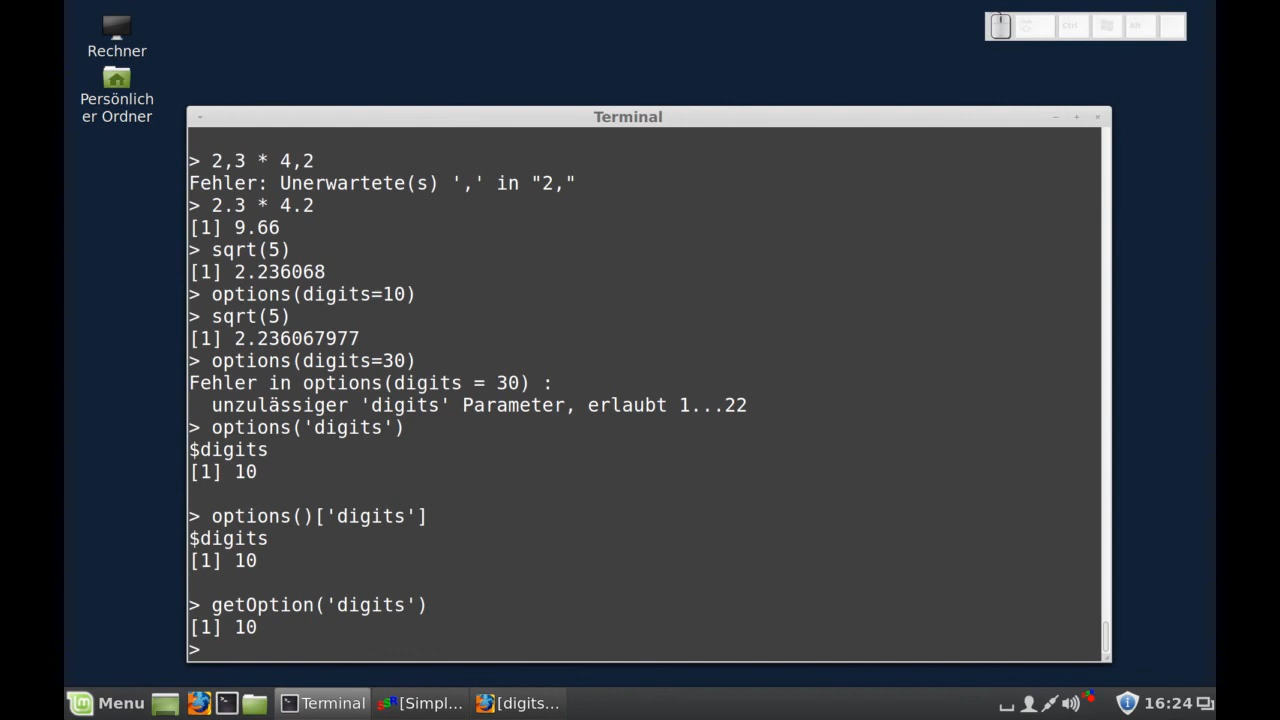 Rechner
Persönlich
er Ordner
Ctrl
Alt
Terminal
> 2,3 * 4,2
Fehler: Unerwartete(s) ',' in "2,"
> 2.3 * 4.2
[1] 9.66
> sqrt(5)
[1] 2.236068
> options(digits=10)
> sqrt(5)
[1] 2.236067977
> options(digits=30)
Fehler in options(digits = 30) :
  unzulässiger 'digits' Parameter, erlaubt 1...22
> options('digits')
$digits
[1] 10
> options()['digits']
$digits
[1] 10
> getOption('digits')
[1] 10
>
Menu
Terminal
[Simpl...
[digits...
16:24